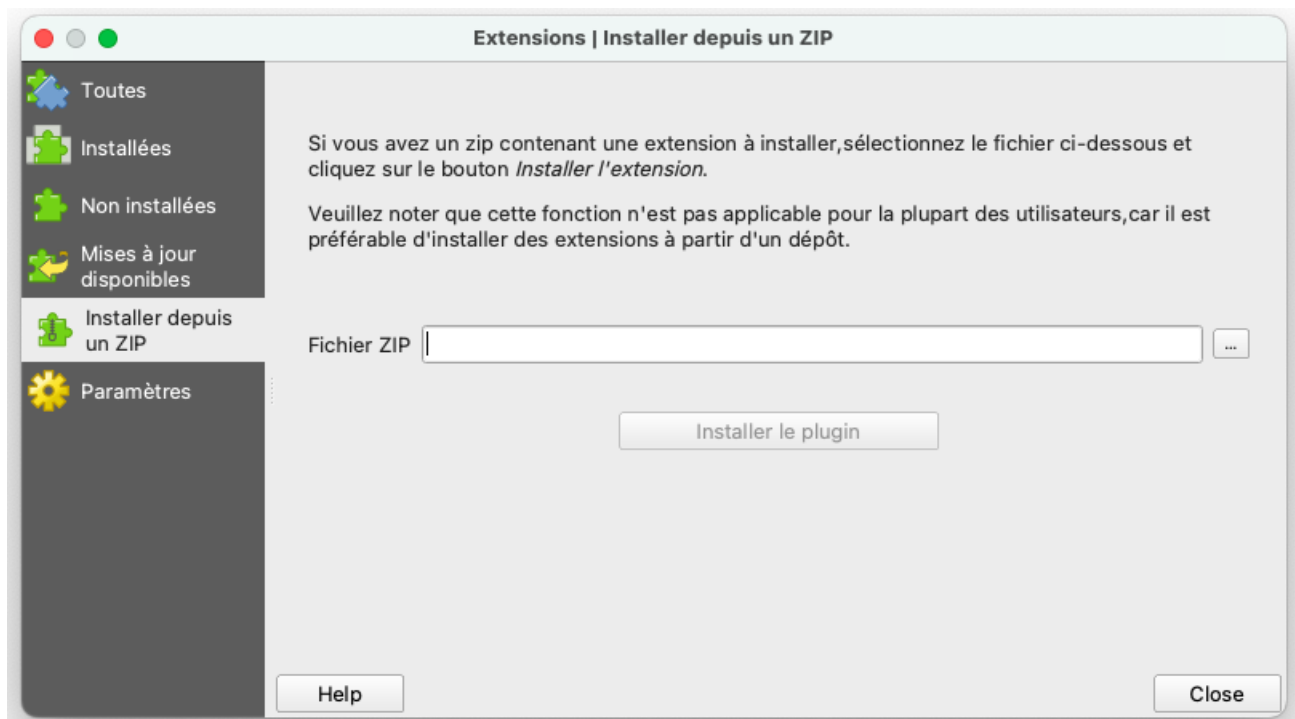 Extensions | Installer depuis un ZIP
Toutes
Installées
Non installées
Mises à jour
disponibles
Installer depuis
un ZIP
Paramètres
Si vous avez un zip contenant une extension à installer,sélectionnez le fichier ci-dessous et
cliquez sur le bouton Installer l'extension.
Veuillez noter que cette fonction n'est pas applicable pour la plupart des utilisateurs,car il est
préférable d'installer des extensions à partir d'un dépôt.
Fichier ZIP
...
Installer le plugin
Help
Close